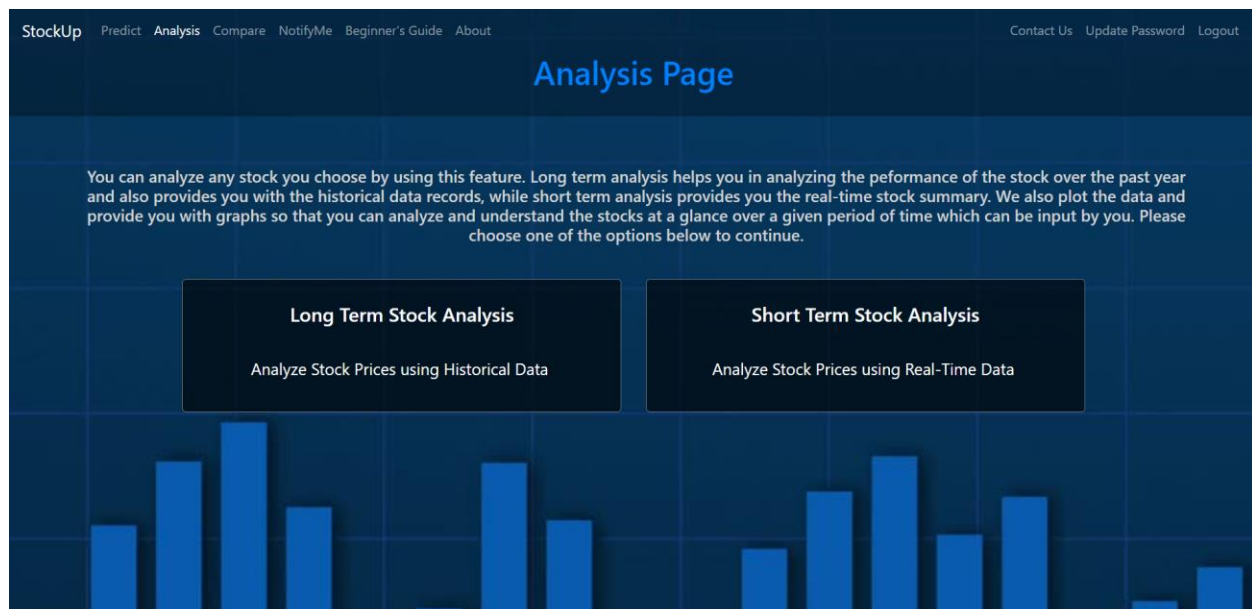 StockUp Predict Analysis Compare NotifyMe Beginner's Guide About Contact Us Update Password Logout
Analysis Page
You can analyze any stock you choose by using this feature. Long term analysis helps you in analyzing the peformance of the stock over the past year
and also provides you with the historical data records, while short term analysis provides you the real-time stock summary. We also plot the data and
provide you with graphs so that you can analyze and understand the stocks at a glance over a given period of time which can be input by you. Please
choose one of the options below to continue.
Long Term Stock Analysis
Analyze Stock Prices using Historical Data
Short Term Stock Analysis
Analyze Stock Prices using Real-Time Data